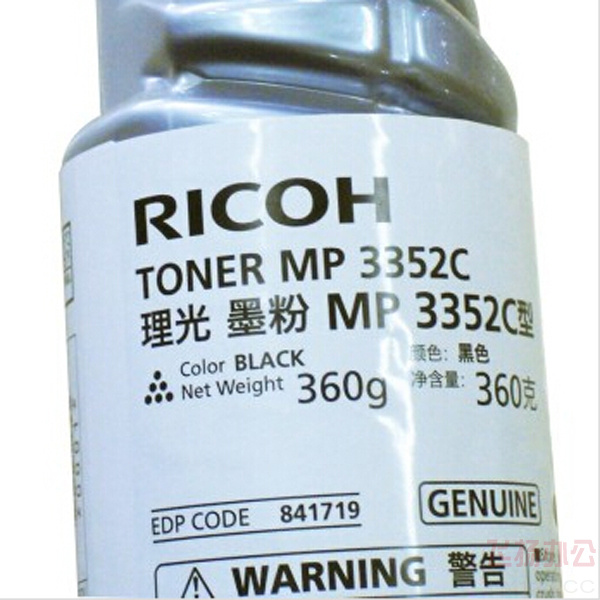 RICOH
TONER MP 3352C
理光 墨粉 MP 3352C型
Color BLACK 颜色：黑色
Net Weight 360g 净含量：360克
EDP CODE 841719
GENUINE
WARNING 警告